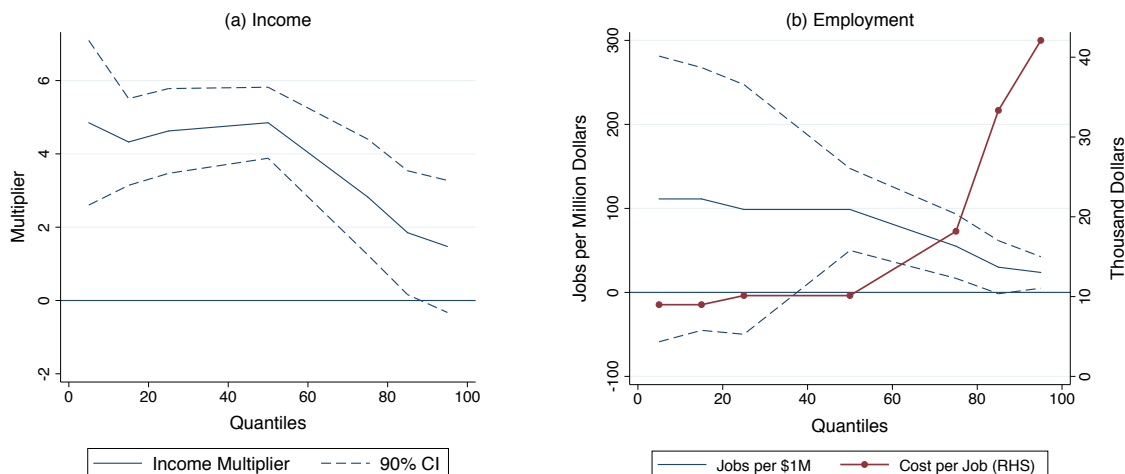 (a) Income
Multiplier
6
4
2
0
-2
0 20 40 60 80 100
Quantiles
Income Multiplier 90% CI
(b) Employment
Jobs per Million Dollars
300
200
100
0
-100
Thousand Dollars
40
30
20
10
0
0 20 40 60 80 100
Quantiles
Jobs per $1M Cost per Job (RHS)